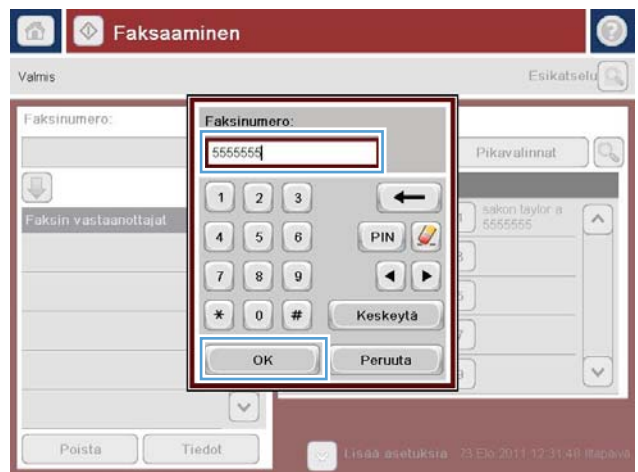 Faksaaminen
Valmis
Esikatselu
Faksinumero:
Pikavalinnat
Faksin vastaanottajat
sakon taylor a
5555555
Faksinumero:
5555555
1 2 3
4 5 6 PIN
7 8 9
* 0 # Keskeytä
OK Peruuta
Poista Tiedot Lisää asetuksia